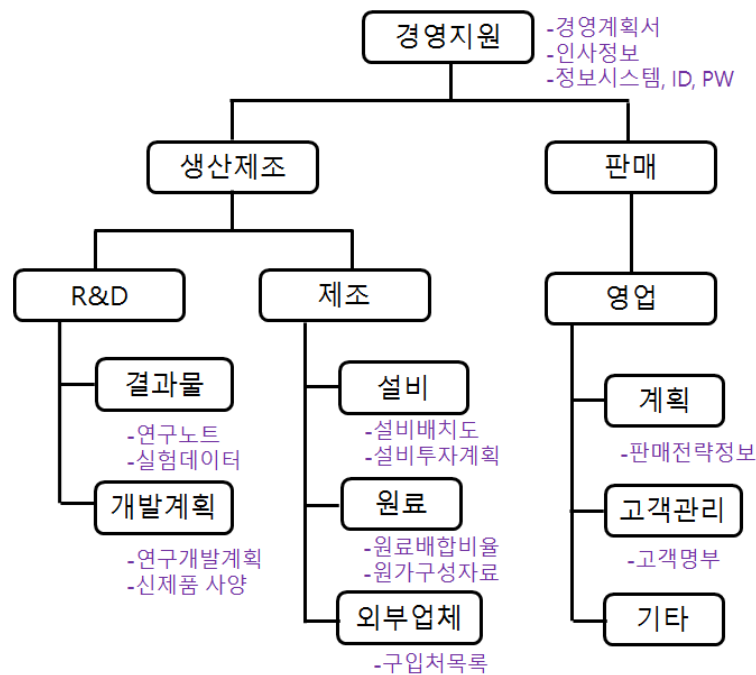 경영지원
-경영계획서
-인사정보
-정보시스템, ID, PW
생산제조
판매
R&D
제조
영업
결과물
-연구노트
-실험데이터
개발계획
-연구개발계획
-신제품 사양
설비
-설비배치도
-설비투자계획
원료
-원료배합비율
-원가구성자료
외부업체
-구입처목록
계획
-판매전략정보
고객관리
-고객명부
기타